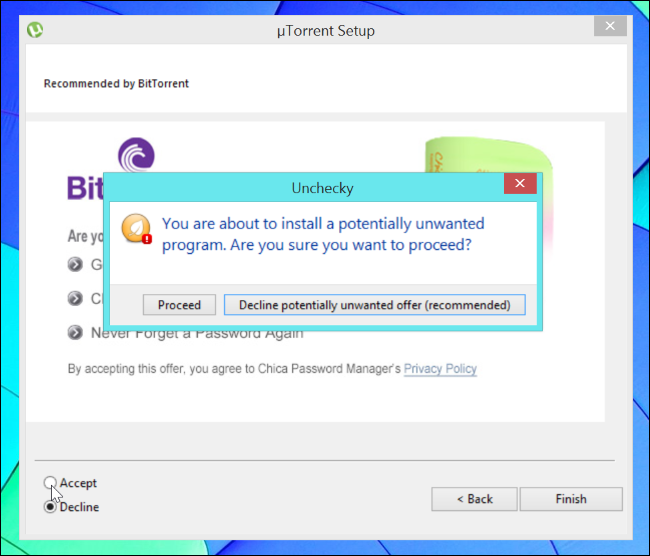 µTorrent Setup
Recommended by BitTorrent
Bit
Unchecky
You are about to install a potentially unwanted
program. Are you sure you want to proceed?
Proceed
Decline potentially unwanted offer (recommended)
Are
Never Forget a Password Again
By accepting this offer, you agree to Chica Password Manager's Privacy Policy
Accept
Decline
< Back
Finish